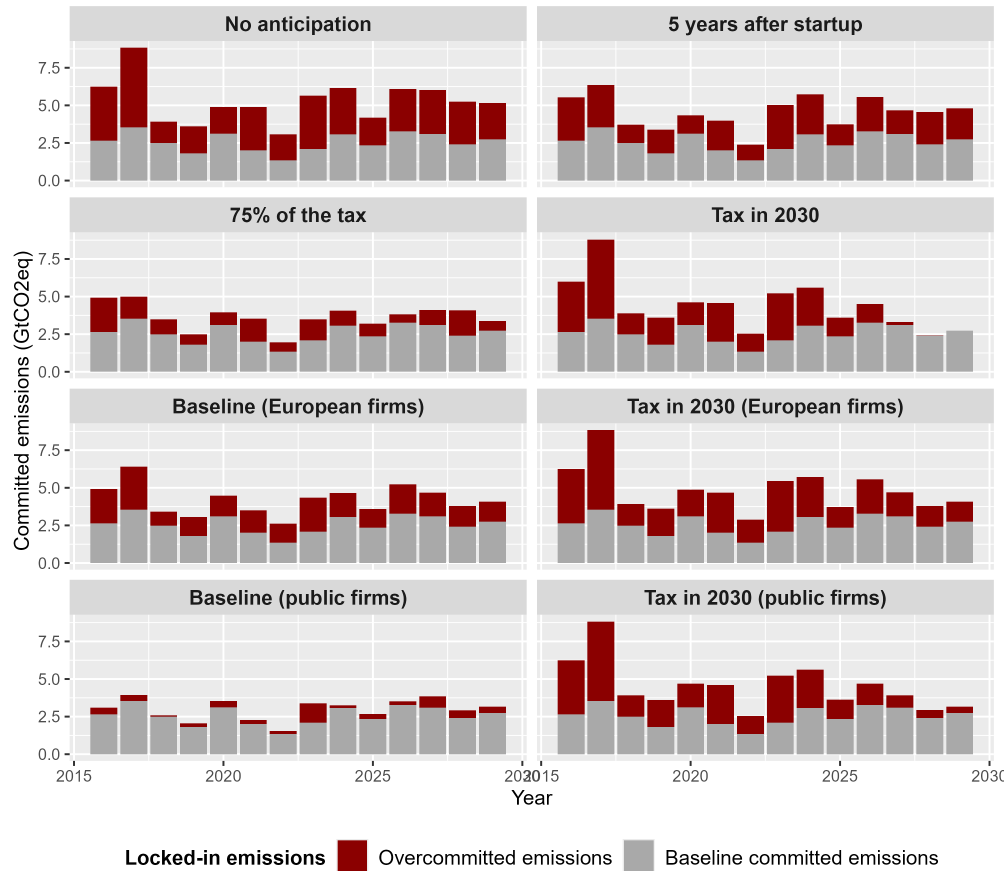 No anticipation
5 years after startup
7.5
5.0
2.5
0.0
75% of the tax
Tax in 2030
7.5
5.0
2.5
0.0
Baseline (European firms)
Tax in 2030 (European firms)
7.5
5.0
2.5
0.0
Baseline (public firms)
Tax in 2030 (public firms)
7.5
5.0
2.5
0.0
Committed emissions (GtCO2eq)
2015 2020 2025 2030
2015 2020 2025 2030
Year
Locked-in emissions Overcommitted emissions Baseline committed emissions